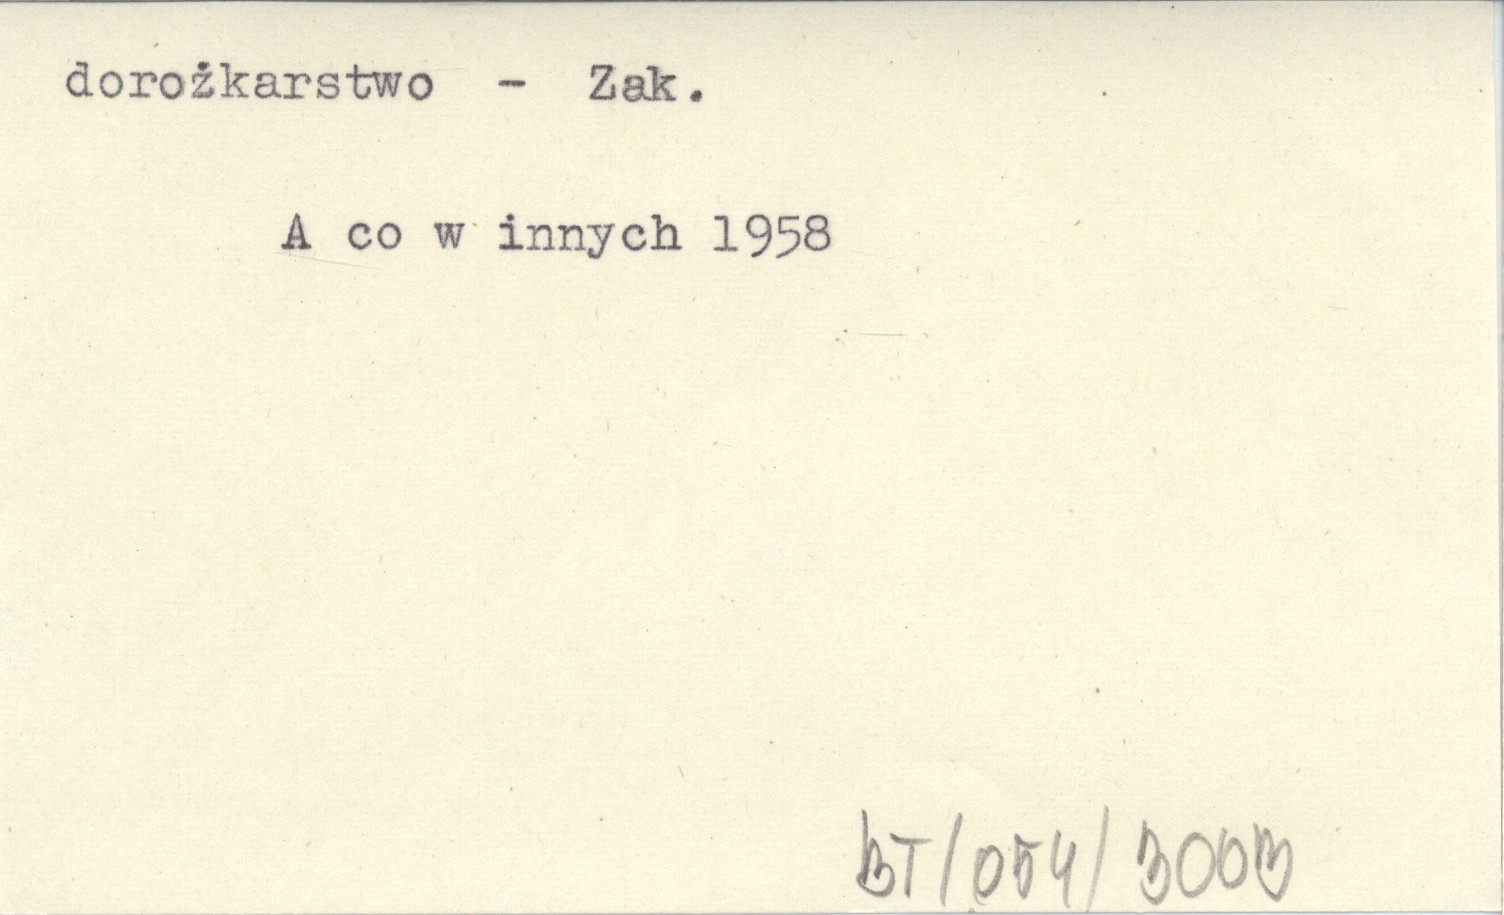 dorożkarstwo - Zak.
A co w innych 1958
BT/054/3003